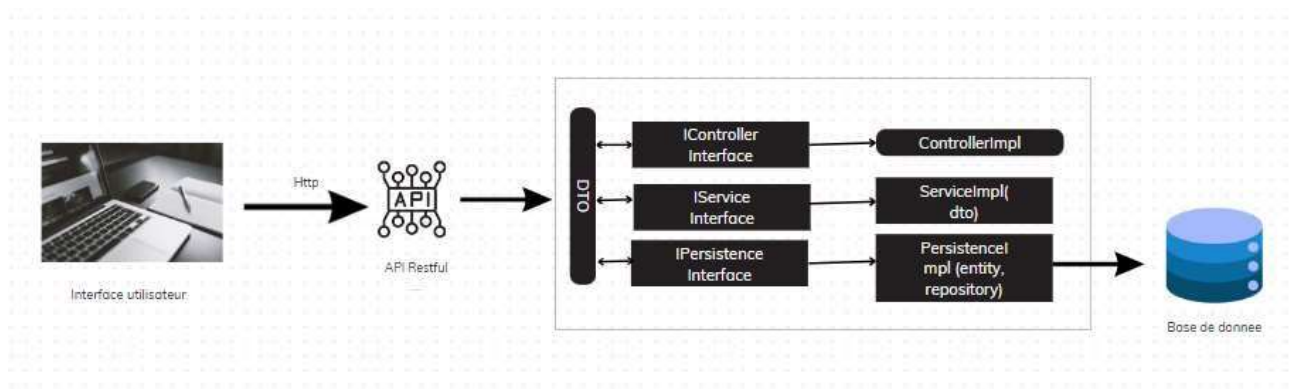 Http
API
API Restful
Interface utilisateur
DTO
IController
Interface
ControllerImpl
IService
Interface
ServiceImpl(
dto)
IPersistence
Interface
PersistenceI
mpl (entity,
repository)
Base de donnee